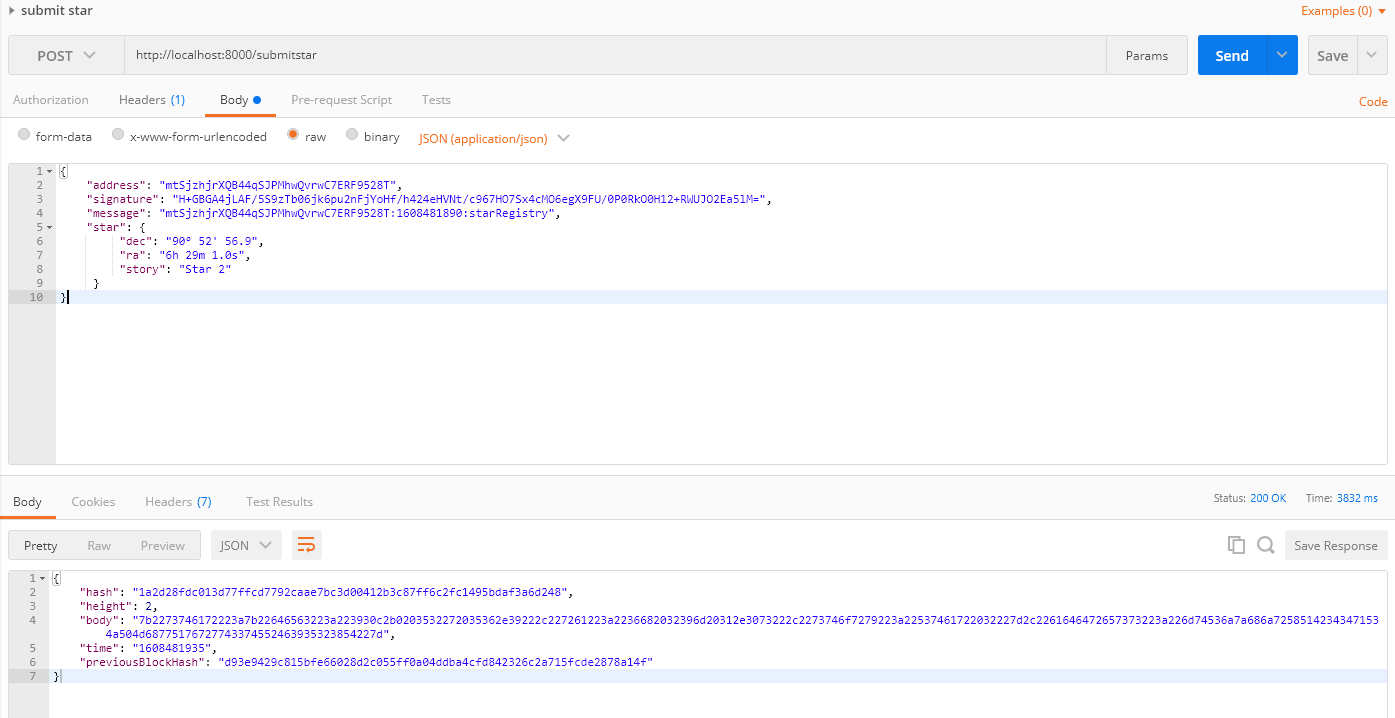 submit star
Examples (0)
POST
http://localhost:8000/submitstar
Params
Send
Save
Authorization
Headers (1)
Body
Pre-request Script
Tests
Code
form-data
x-www-form-urlencoded
raw
binary
JSON (application/json)
1 {
2 "address": "mtSjzhjrXQB44qSJPMhwQvrwC7ERF9528T",
3 "signature": "H+GBGA4jLAF/5S9zTb06jk6pu2nFjYoHf/h424eHVNt/c967HO7Sx4cMO6egX9FU/0P0RkO0H12+RWUJO2Ea51M=",
4 "message": "mtSjzhjrXQB44qSJPMhwQvrwC7ERF9528T:1608481890:starRegistry",
5 "star": {
6 "dec": "90° 52' 56.9",
7 "ra": "6h 29m 1.0s",
8 "story": "Star 2"
9 }
10 }
Body
Cookies
Headers (7)
Test Results
Status: 200 OK
Time: 3832 ms
Pretty
Raw
Preview
JSON
Save Response
1 {
2 "hash": "1a2d28fdc013d77ffcd7792caae7bc3d00412b3c87ff6c2fc1495bdaf3a6d248",
3 "height": 2,
4 "body": "7b2273746172223a7b22646563223a223930c2b0203532272035362e39222c227261223a2236682032396d20312e3073222c2273746f7279223a22537461722032227d2c2261646472657373223a226d74536a7a686a7258514234347153
4a504d68775176727743374552463935323854227d",
5 "time": "1608481935",
6 "previousBlockHash": "d93e9429c815bfe66028d2c055ff0a04ddba4cfd842326c2a715fcde2878a14f"
7 }